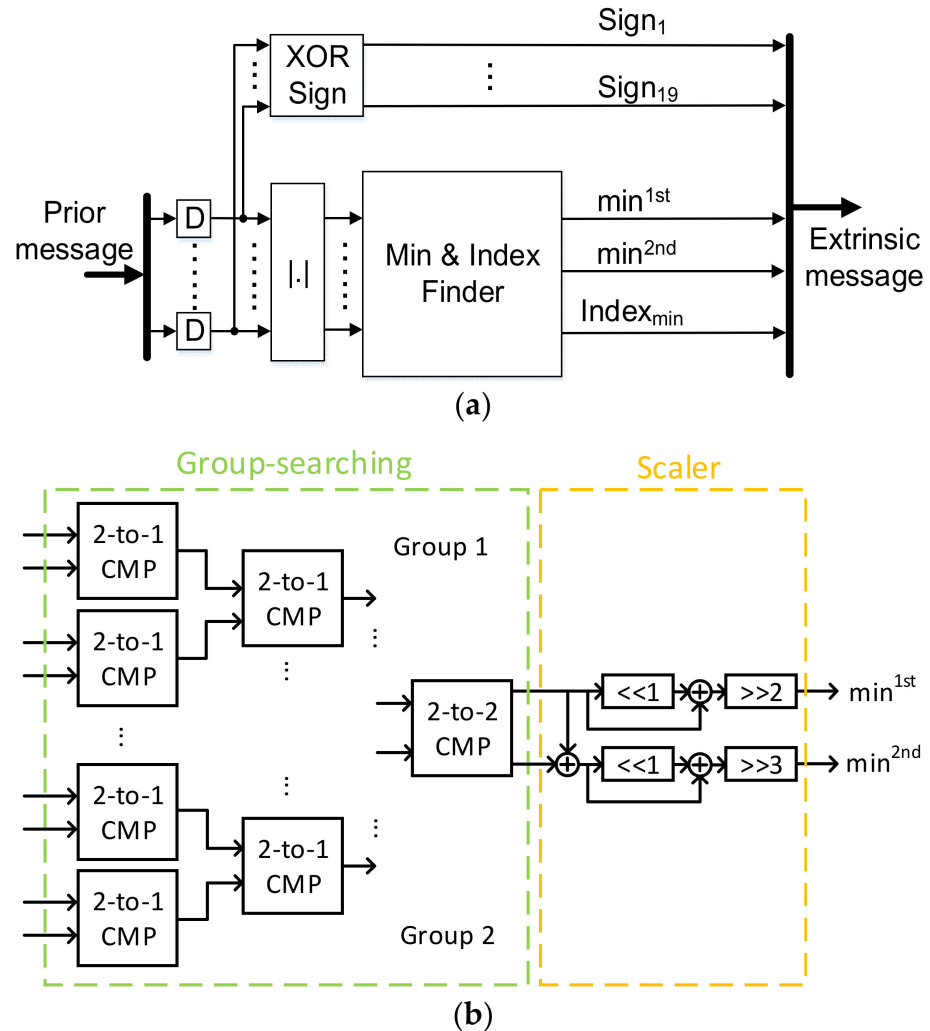 Sign1
XOR
Sign
Sign19
Prior
message
D
D
|.|
Min & Index
Finder
min1st
min2nd
Indexmin
Extrinsic
message
(a)
Group-searching
Scaler
2-to-1
CMP
2-to-1
CMP
Group 1
2-to-1
CMP
2-to-2
CMP
<<1
+
>>2
min1st
+
<<1
+
>>3
min2nd
2-to-1
CMP
2-to-1
CMP
2-to-1
CMP
Group 2
(b)